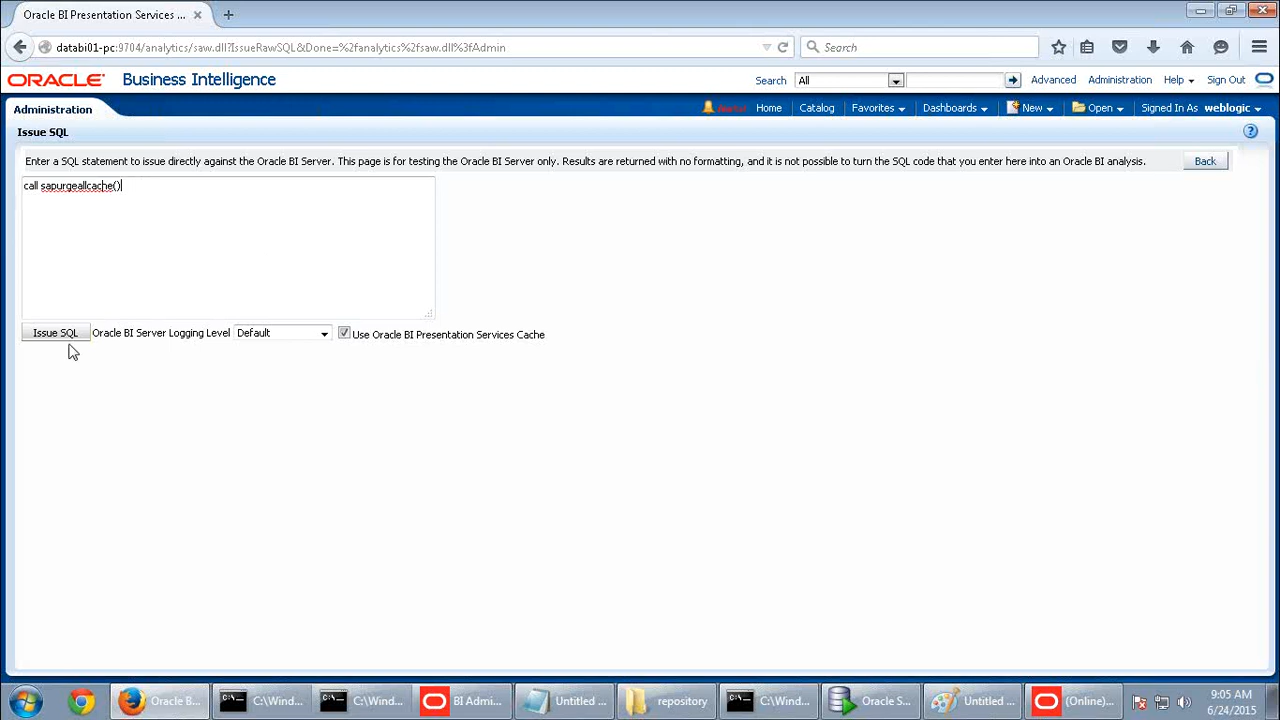 Oracle BI Presentation Services ...
databi01-pc:9704/analytics/saw.dll?IssueRawSQL&Done=%2fanalytics%2fsaw.dll%3fAdmin
Search
ORACLE Business Intelligence
Search All Advanced Administration Help Sign Out
Administration
Home Catalog Favorites Dashboards New Open Signed In As weblogic
Issue SQL
Enter a SQL statement to issue directly against the Oracle BI Server. This page is for testing the Oracle BI Server only. Results are returned with no formatting, and it is not possible to turn the SQL code that you enter here into an Oracle BI analysis.
Back
call sapurgeallcache()
Issue SQL Oracle BI Server Logging Level Default Use Oracle BI Presentation Services Cache
Oracle B... C:\Wind... C:\Wind... BI Admi... Untitled ... repository C:\Wind... Oracle S... Untitled ... (Online)...
9:05 AM
6/24/2015